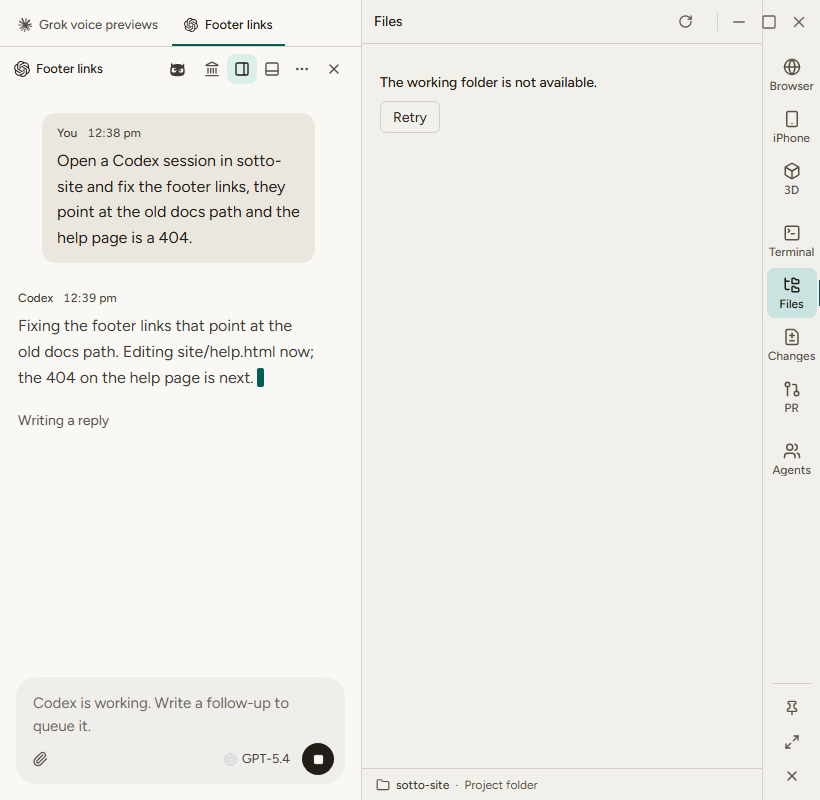 Grok voice previews
Footer links
Footer links
You 12:38 pm
Open a Codex session in sotto-
site and fix the footer links, they
point at the old docs path and the
help page is a 404.
Codex 12:39 pm
Fixing the footer links that point at the
old docs path. Editing site/help.html now;
the 404 on the help page is next.
Writing a reply
Codex is working. Write a follow-up to
queue it.
GPT-5.4
Files
The working folder is not available.
Retry
sotto-site · Project folder
Browser
iPhone
3D
Terminal
Files
Changes
PR
Agents